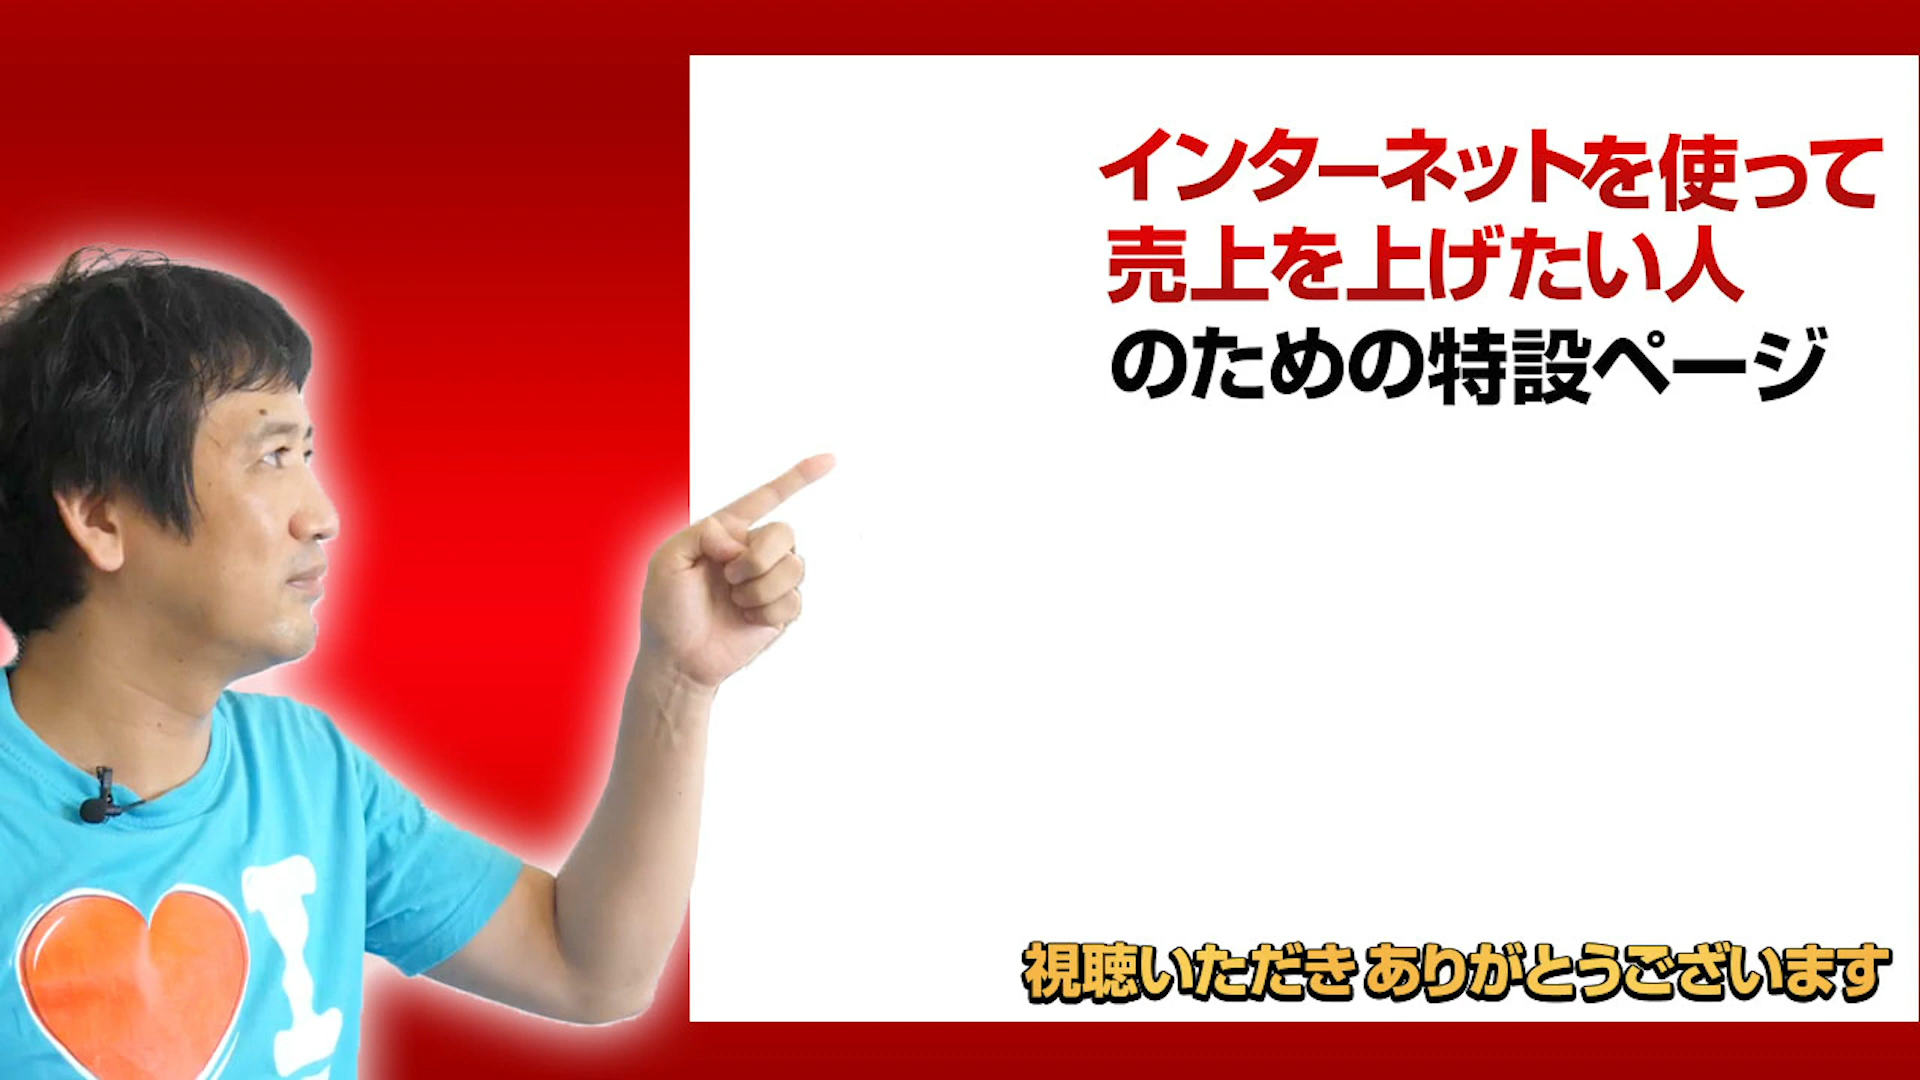 インターネットを使って
売上を上げたい人
のための特設ページ
I
視聴いただき ありがとうございます